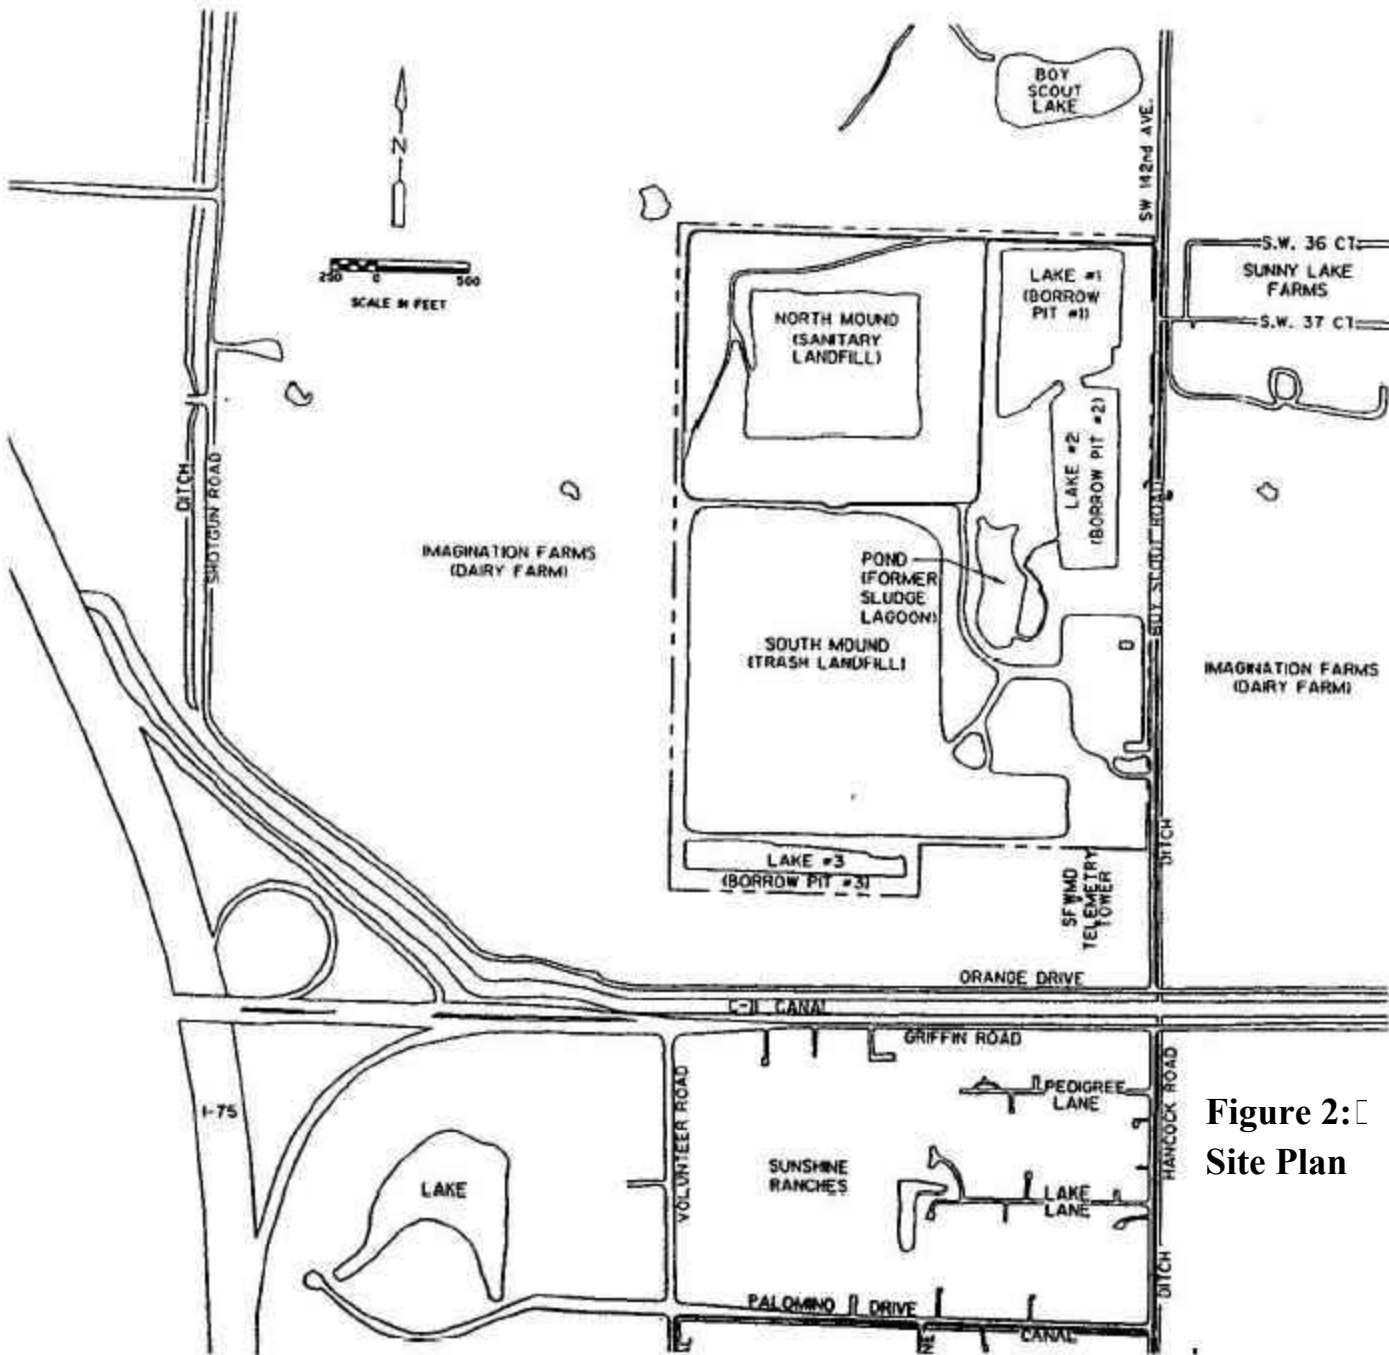 BOY
SCOUT
LAKE
SW 142nd AVE.
N
250 0 500
SCALE IN FEET
S.W. 36 CT.
SUNNY LAKE
FARMS
S.W. 37 CT.
LAKE #1
(BORROW
PIT #1)
NORTH MOUND
(SANITARY
LANDFILL)
LAKE #2
(BORROW PIT #2)
DITCH
SHOTGUN ROAD
BOY SCOUT ROAD
IMAGINATION FARMS
(DAIRY FARM)
POND
(FORMER
SLUDGE
LAGOON)
SOUTH MOUND
(TRASH LANDFILL)
IMAGINATION FARMS
(DAIRY FARM)
DITCH
LAKE #3
(BORROW PIT #3)
SFWMD
TELEMETRY
TOWER
ORANGE DRIVE
C-11 CANAL
GRIFFIN ROAD
I-75
VOLUNTEER ROAD
PEDIGREE
LANE
HANCOCK ROAD
Figure 2:
Site Plan
LAKE
SUNSHINE
RANCHES
LAKE
LANE
DITCH
PALOMINO DRIVE
CANAL